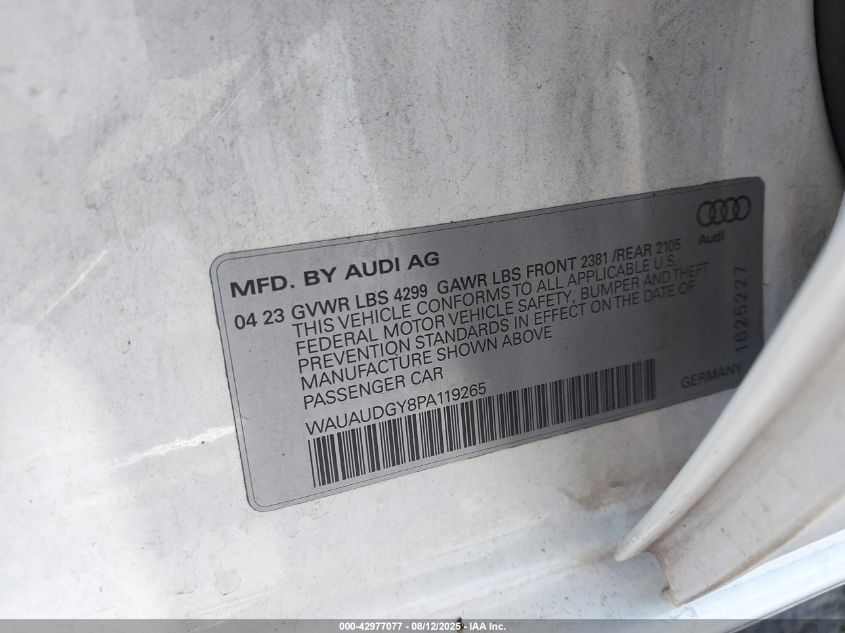 Audi
MFD. BY AUDI AG
04 23 GVWR LBS 4299 GAWR LBS FRONT 2381 /REAR 2105
THIS VEHICLE CONFORMS TO ALL APPLICABLE U.S.
FEDERAL MOTOR VEHICLE SAFETY, BUMPER AND THEFT
PREVENTION STANDARDS IN EFFECT ON THE DATE OF
MANUFACTURE SHOWN ABOVE
PASSENGER CAR
WAUAUDGY8PA119265
GERMANY
1625227
000-42977077 - 08/12/2025 - IAA Inc.